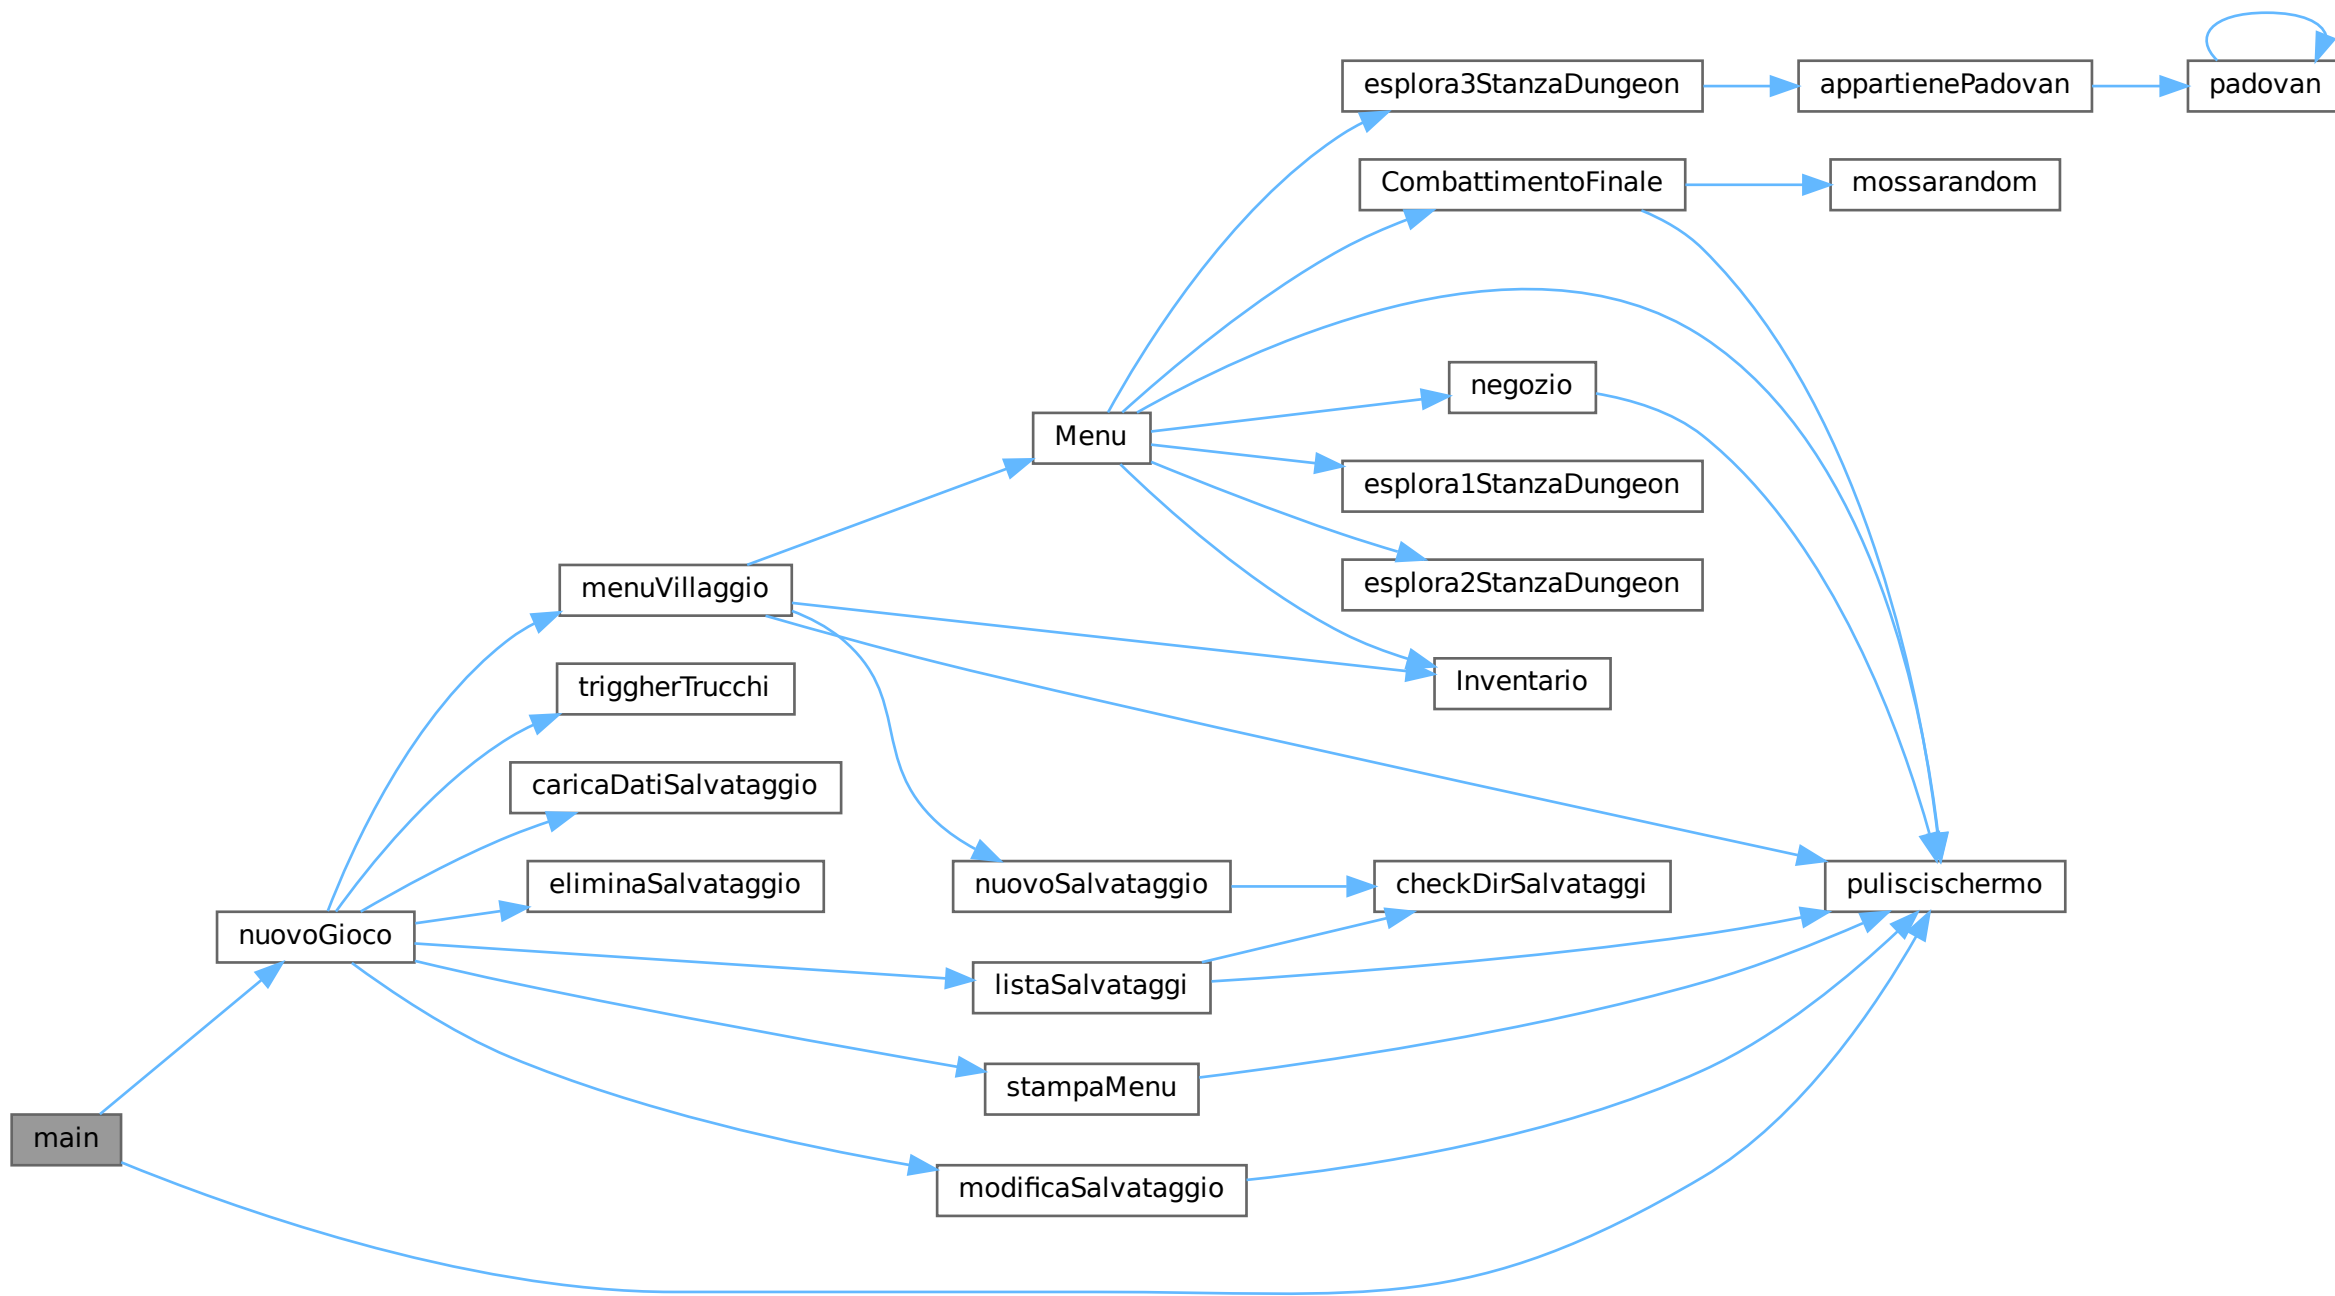 esplora3StanzaDungeon
appartienePadovan
padovan
CombattimentoFinale
mossarandom
negozio
Menu
esplora1StanzaDungeon
esplora2StanzaDungeon
menuVillaggio
Inventario
triggherTrucchi
caricaDatiSalvataggio
eliminaSalvataggio
nuovoSalvataggio
checkDirSalvataggi
puliscischermo
nuovoGioco
listaSalvataggi
stampaMenu
main
modificaSalvataggio